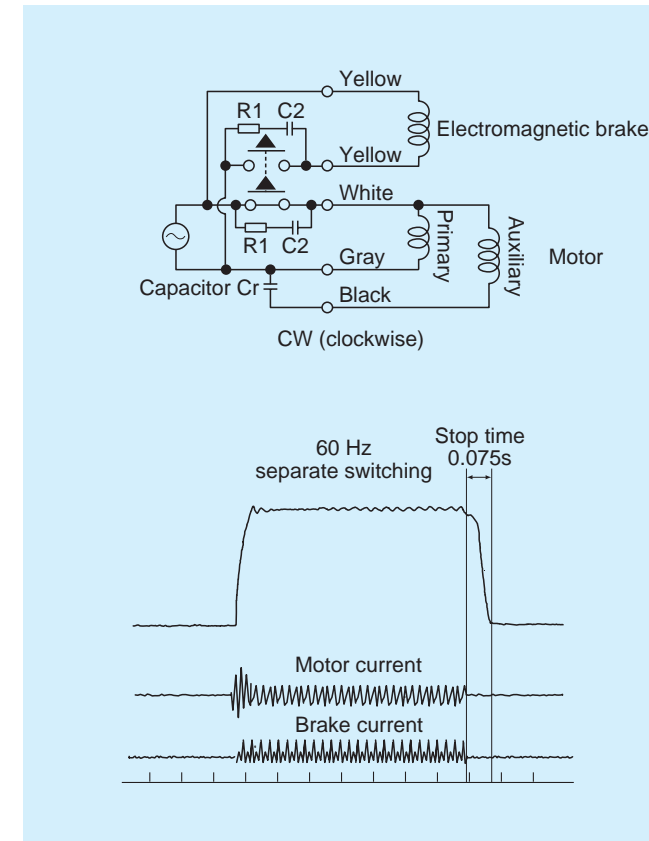 Yellow
R1 C2
Electromagnetic brake
Yellow
White
Primary
Auxiliary
R1 C2
Gray
Motor
Capacitor Cr
Black
CW (clockwise)
60 Hz
separate switching
Stop time
0.075s
Motor current
Brake current